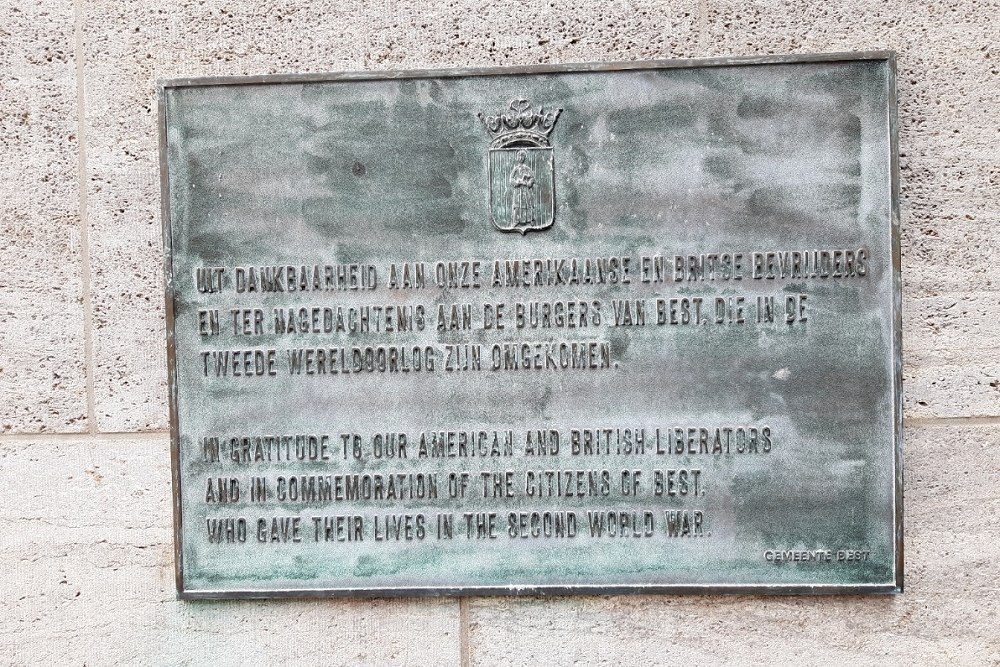 UIT DANKBAARHEID AAN ONZE AMERIKAANSE EN BRITSE BEVRIJDERS
EN TER NAGEDACHTENIS AAN DE BURGERS VAN BEST, DIE IN DE
TWEEDE WERELDOORLOG ZIJN OMGEKOMEN.
IN GRATITUDE TO OUR AMERICAN AND BRITISH LIBERATORS
AND IN COMMEMORATION OF THE CITIZENS OF BEST,
WHO GAVE THEIR LIVES IN THE SECOND WORLD WAR.
GEMEENTE BEST